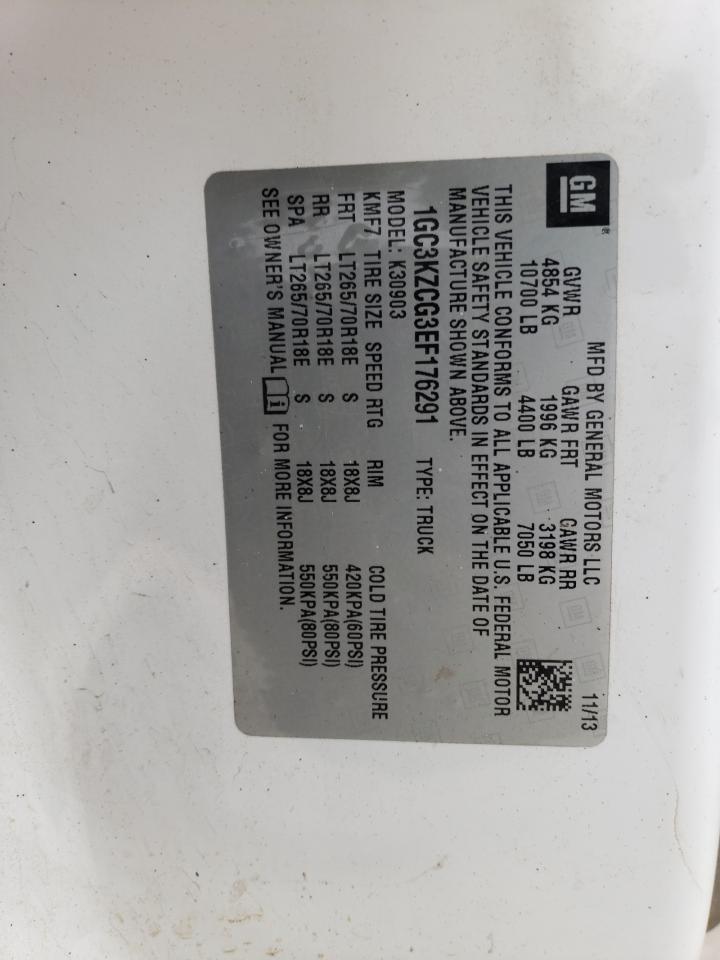 GM ®
MFD BY GENERAL MOTORS LLC 11/13
GVWR GAWR FRT GAWR RR
4854 KG 1996 KG 3198 KG
10700 LB 4400 LB 7050 LB
THIS VEHICLE CONFORMS TO ALL APPLICABLE U.S. FEDERAL MOTOR
VEHICLE SAFETY STANDARDS IN EFFECT ON THE DATE OF
MANUFACTURE SHOWN ABOVE.
1GC3KZCG3EF176291 TYPE: TRUCK
MODEL: K30903
KMF7 TIRE SIZE SPEED RTG RIM COLD TIRE PRESSURE
FRT LT265/70R18E S 18X8J 420KPA(60PSI)
RR LT265/70R18E S 18X8J 550KPA(80PSI)
SPA LT265/70R18E S 18X8J 550KPA(80PSI)
SEE OWNER'S MANUAL FOR MORE INFORMATION.